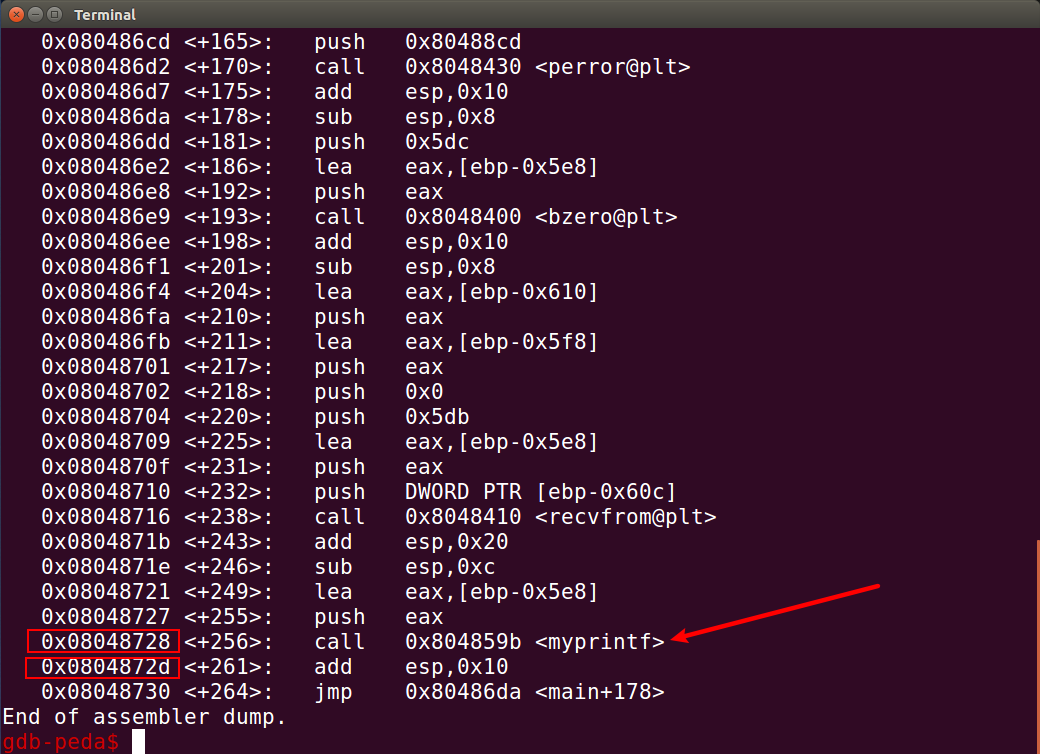 Terminal
0x080486cd <+165>: push 0x80488cd
0x080486d2 <+170>: call 0x8048430 <perror@plt>
0x080486d7 <+175>: add esp,0x10
0x080486da <+178>: sub esp,0x8
0x080486dd <+181>: push 0x5dc
0x080486e2 <+186>: lea eax,[ebp-0x5e8]
0x080486e8 <+192>: push eax
0x080486e9 <+193>: call 0x8048400 <bzero@plt>
0x080486ee <+198>: add esp,0x10
0x080486f1 <+201>: sub esp,0x8
0x080486f4 <+204>: lea eax,[ebp-0x610]
0x080486fa <+210>: push eax
0x080486fb <+211>: lea eax,[ebp-0x5f8]
0x08048701 <+217>: push eax
0x08048702 <+218>: push 0x0
0x08048704 <+220>: push 0x5db
0x08048709 <+225>: lea eax,[ebp-0x5e8]
0x0804870f <+231>: push eax
0x08048710 <+232>: push DWORD PTR [ebp-0x60c]
0x08048716 <+238>: call 0x8048410 <recvfrom@plt>
0x0804871b <+243>: add esp,0x20
0x0804871e <+246>: sub esp,0xc
0x08048721 <+249>: lea eax,[ebp-0x5e8]
0x08048727 <+255>: push eax
0x08048728 <+256>: call 0x804859b <myprintf>
0x0804872d <+261>: add esp,0x10
0x08048730 <+264>: jmp 0x80486da <main+178>
End of assembler dump.
gdb-peda$